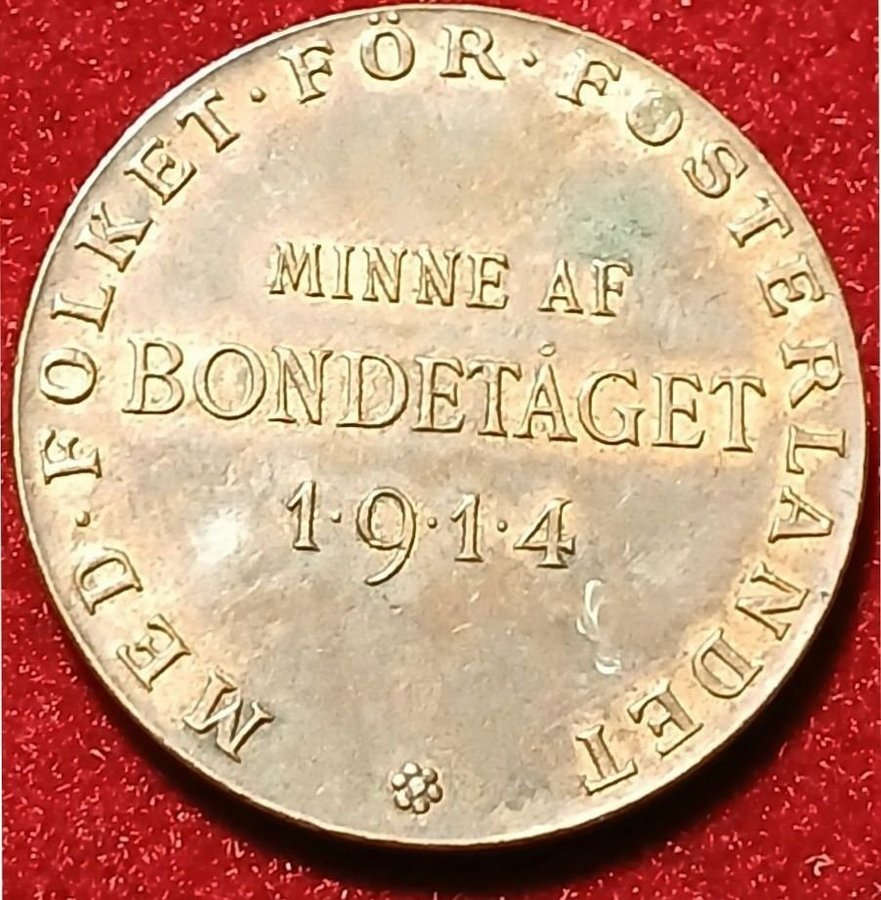 MED · FOLKET · FÖR · FOSTERLANDET
MINNE AF
BONDETÅGET
1·9·1·4